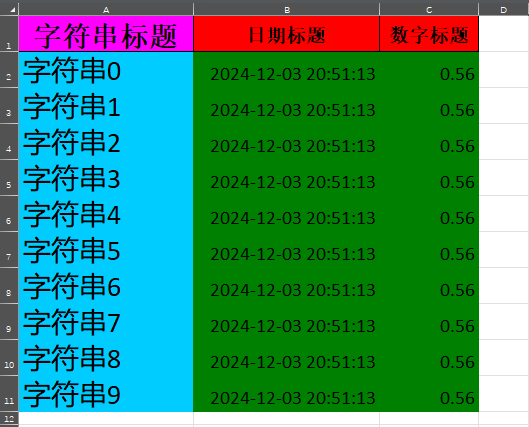 A B C D
1 字符串标题 日期标题 数字标题
2 字符串0 2024-12-03 20:51:13 0.56
3 字符串1 2024-12-03 20:51:13 0.56
4 字符串2 2024-12-03 20:51:13 0.56
5 字符串3 2024-12-03 20:51:13 0.56
6 字符串4 2024-12-03 20:51:13 0.56
7 字符串5 2024-12-03 20:51:13 0.56
8 字符串6 2024-12-03 20:51:13 0.56
9 字符串7 2024-12-03 20:51:13 0.56
10 字符串8 2024-12-03 20:51:13 0.56
11 字符串9 2024-12-03 20:51:13 0.56
12